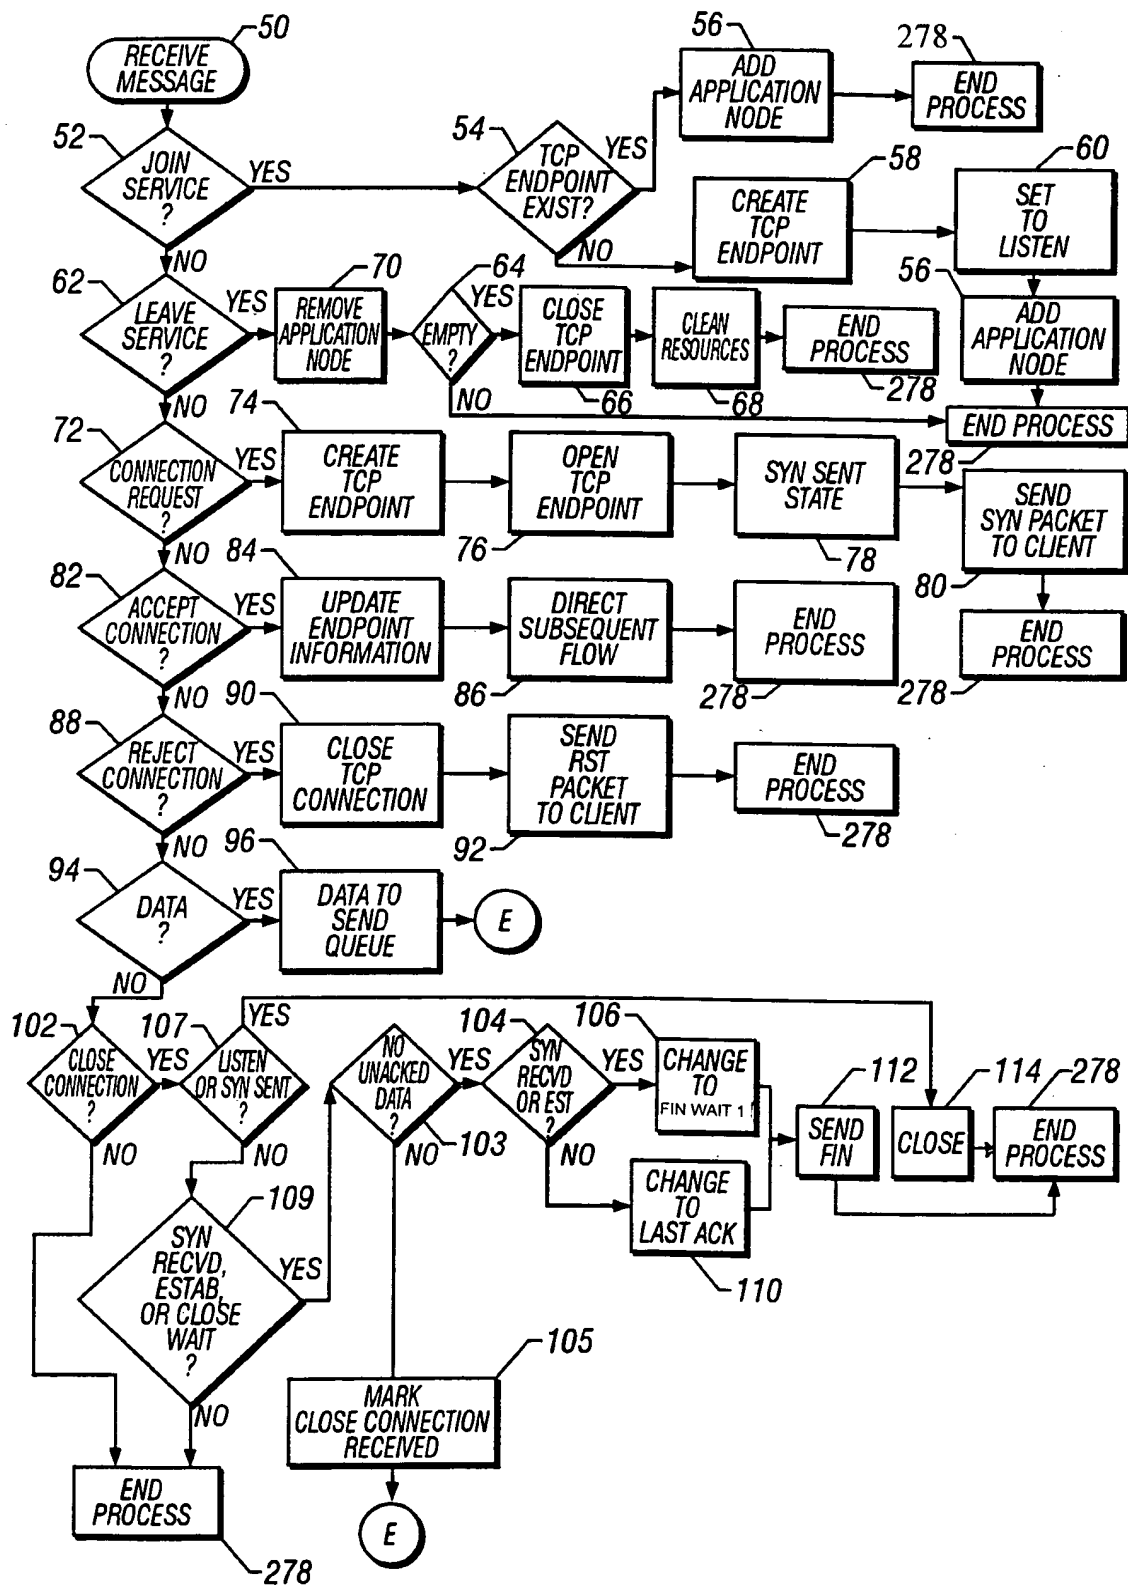 50
RECEIVE
MESSAGE
52
JOIN
SERVICE
?
YES
NO
54
TCP
ENDPOINT
EXIST?
YES
NO
56
ADD
APPLICATION
NODE
278
END
PROCESS
58
CREATE
TCP
ENDPOINT
60
SET
TO
LISTEN
56
ADD
APPLICATION
NODE
END PROCESS
278
62
LEAVE
SERVICE
?
YES
NO
70
REMOVE
APPLICATION
NODE
64
EMPTY
?
YES
NO
CLOSE
TCP
ENDPOINT
66
CLEAN
RESOURCES
68
END
PROCESS
278
72
CONNECTION
REQUEST
?
YES
NO
74
CREATE
TCP
ENDPOINT
OPEN
TCP
ENDPOINT
76
SYN SENT
STATE
78
SEND
SYN PACKET
TO CLIENT
80
END
PROCESS
278
82
ACCEPT
CONNECTION
?
YES
NO
84
UPDATE
ENDPOINT
INFORMATION
DIRECT
SUBSEQUENT
FLOW
86
END
PROCESS
278
88
REJECT
CONNECTION
?
YES
NO
90
CLOSE
TCP
CONNECTION
SEND
RST
PACKET
TO CLIENT
92
END
PROCESS
278
94
DATA
?
YES
NO
96
DATA TO
SEND
QUEUE
E
102
CLOSE
CONNECTION
?
YES
NO
107
LISTEN
OR SYN SENT
?
YES
NO
NO
UNACKED
DATA
?
YES
NO
103
104
SYN
RECVD
OR EST
?
YES
NO
106
CHANGE
TO
FIN WAIT 1
CHANGE
TO
LAST ACK
110
112
SEND
FIN
114
CLOSE
278
END
PROCESS
109
SYN
RECVD,
ESTAB,
OR CLOSE
WAIT
?
YES
NO
105
MARK
CLOSE CONNECTION
RECEIVED
E
END
PROCESS
278